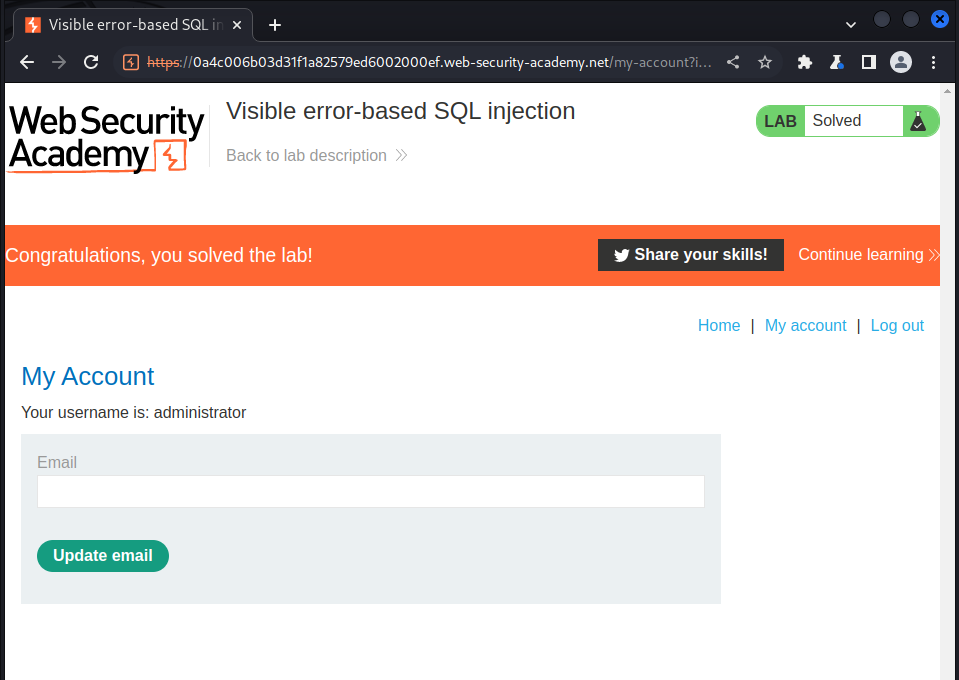 Visible error-based SQL in
https://0a4c006b03d31f1a82579ed6002000ef.web-security-academy.net/my-account?i...
Web Security
Academy
Visible error-based SQL injection
Back to lab description
LAB Solved
Congratulations, you solved the lab!
Share your skills!
Continue learning
Home | My account | Log out
My Account
Your username is: administrator
Email
Update email